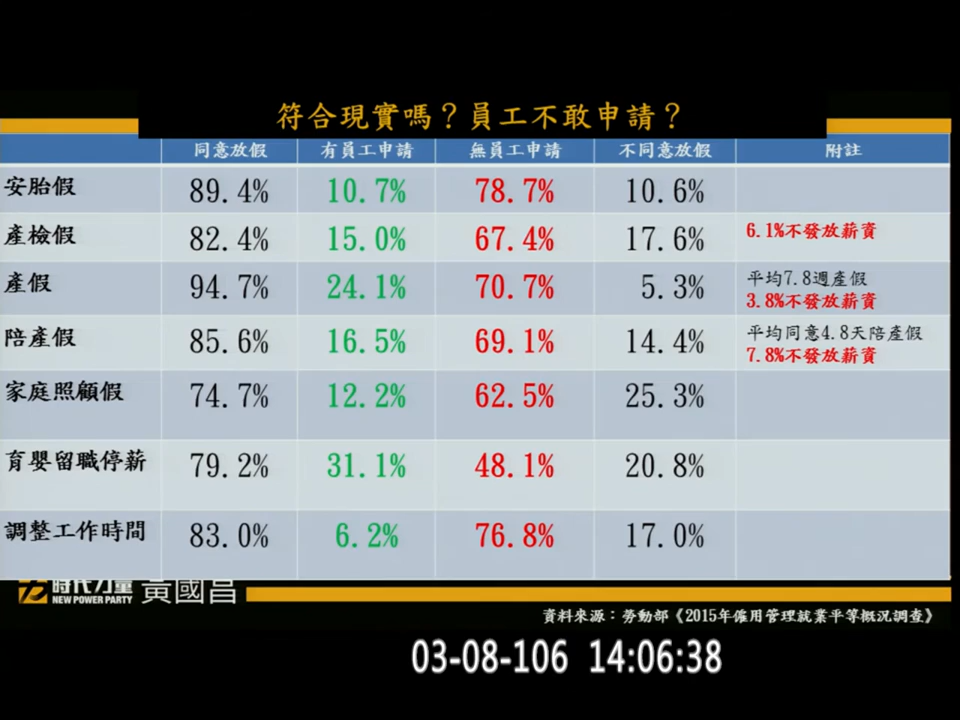 符合現實嗎？員工不敢申請？
同意放假 有員工申請 無員工申請 不同意放假 附註
安胎假 89.4% 10.7% 78.7% 10.6%
產檢假 82.4% 15.0% 67.4% 17.6% 6.1%不發放薪資
產假 94.7% 24.1% 70.7% 5.3% 平均7.8週產假
3.8%不發放薪資
陪產假 85.6% 16.5% 69.1% 14.4% 平均同意4.8天陪產假
7.8%不發放薪資
家庭照顧假 74.7% 12.2% 62.5% 25.3%
育嬰留職停薪 79.2% 31.1% 48.1% 20.8%
調整工作時間 83.0% 6.2% 76.8% 17.0%
時代力量 黃國昌
NEW POWER PARTY
資料來源：勞動部《2015年僱用管理就業平等概況調查》
03-08-106 14:06:38